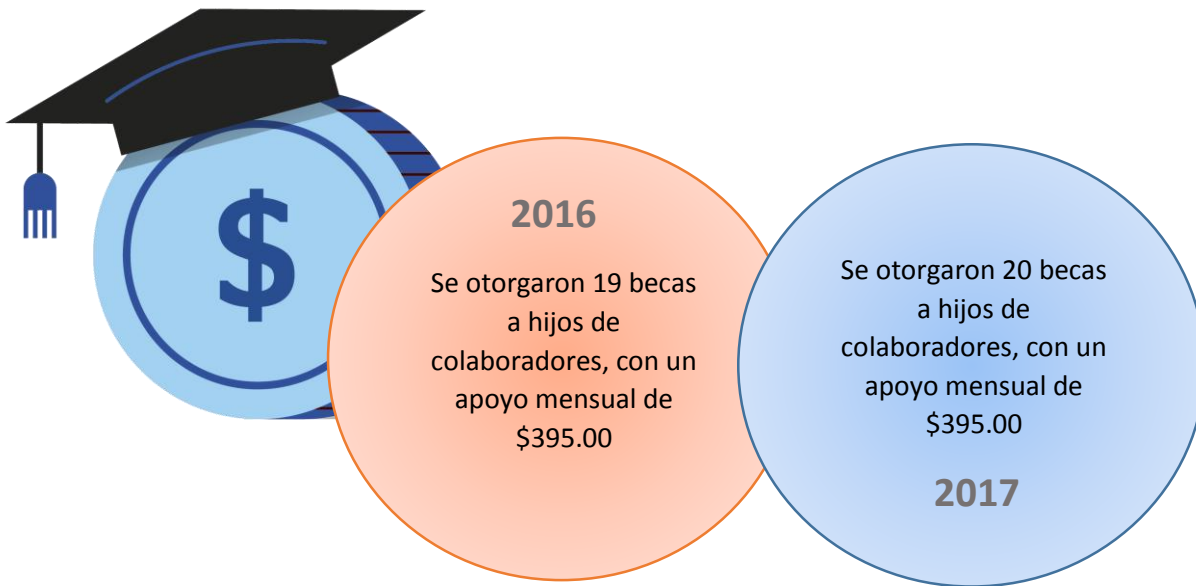 $
2016
Se otorgaron 19 becas
a hijos de
colaboradores, con un
apoyo mensual de
$395.00
Se otorgaron 20 becas
a hijos de
colaboradores, con un
apoyo mensual de
$395.00
2017